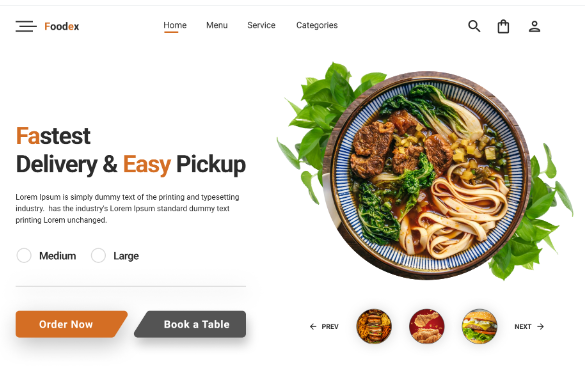 Foodex
Home Menu Service Categories
Fastest
Delivery & Easy Pickup
Lorem Ipsum is simply dummy text of the printing and typesetting
industry. has the industry's Lorem Ipsum standard dummy text
printing Lorem unchanged.
Medium Large
Order Now Book a Table
PREV NEXT